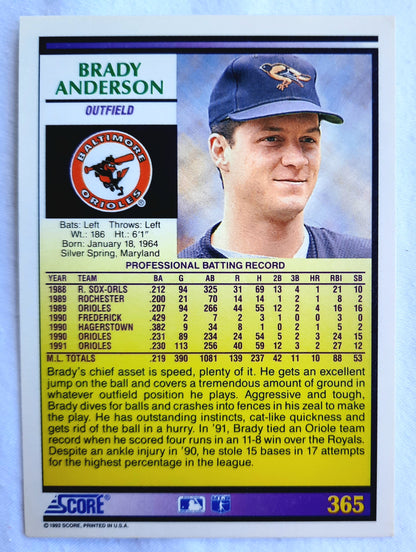 BRADY
ANDERSON
OUTFIELD
BALTIMORE
ORIOLES
®
Bats: Left Throws: Left
Wt.: 186 Ht.: 6'1"
Born: January 18, 1964
Silver Spring, Maryland
PROFESSIONAL BATTING RECORD
YEAR TEAM BA G AB R H 2B 3B HR RBI SB
1988 R. SOX-ORLS .212 94 325 31 69 13 4 1 21 10
1989 ROCHESTER .200 21 70 14 14 1 2 1 8 2
1989 ORIOLES .207 94 266 44 55 12 2 4 16 16
1990 FREDERICK .429 2 7 2 3 1 0 0 3 0
1990 HAGERSTOWN .382 9 34 8 1 0 2 1 5 2
1990 ORIOLES .231 89 234 24 54 5 2 3 24 15
1991 ORIOLES .230 113 256 40 59 12 3 2 27 12
M.L. TOTALS .219 390 1081 139 237 42 11 10 88 53
Brady's chief asset is speed, plenty of it. He gets an excellent
jump on the ball and covers a tremendous amount of ground in
whatever outfield position he plays. Aggressive and tough,
Brady dives for balls and crashes into fences in his zeal to make
the play. He has outstanding instincts, cat-like quickness and
gets rid of the ball in a hurry. In '91, Brady tied an Oriole team
record when he scored four runs in an 11-8 win over the Royals.
Despite an ankle injury in '90, he stole 15 bases in 17 attempts
for the highest percentage in the league.
SCORE 365
© 1992 SCORE, PRINTED IN U.S.A.